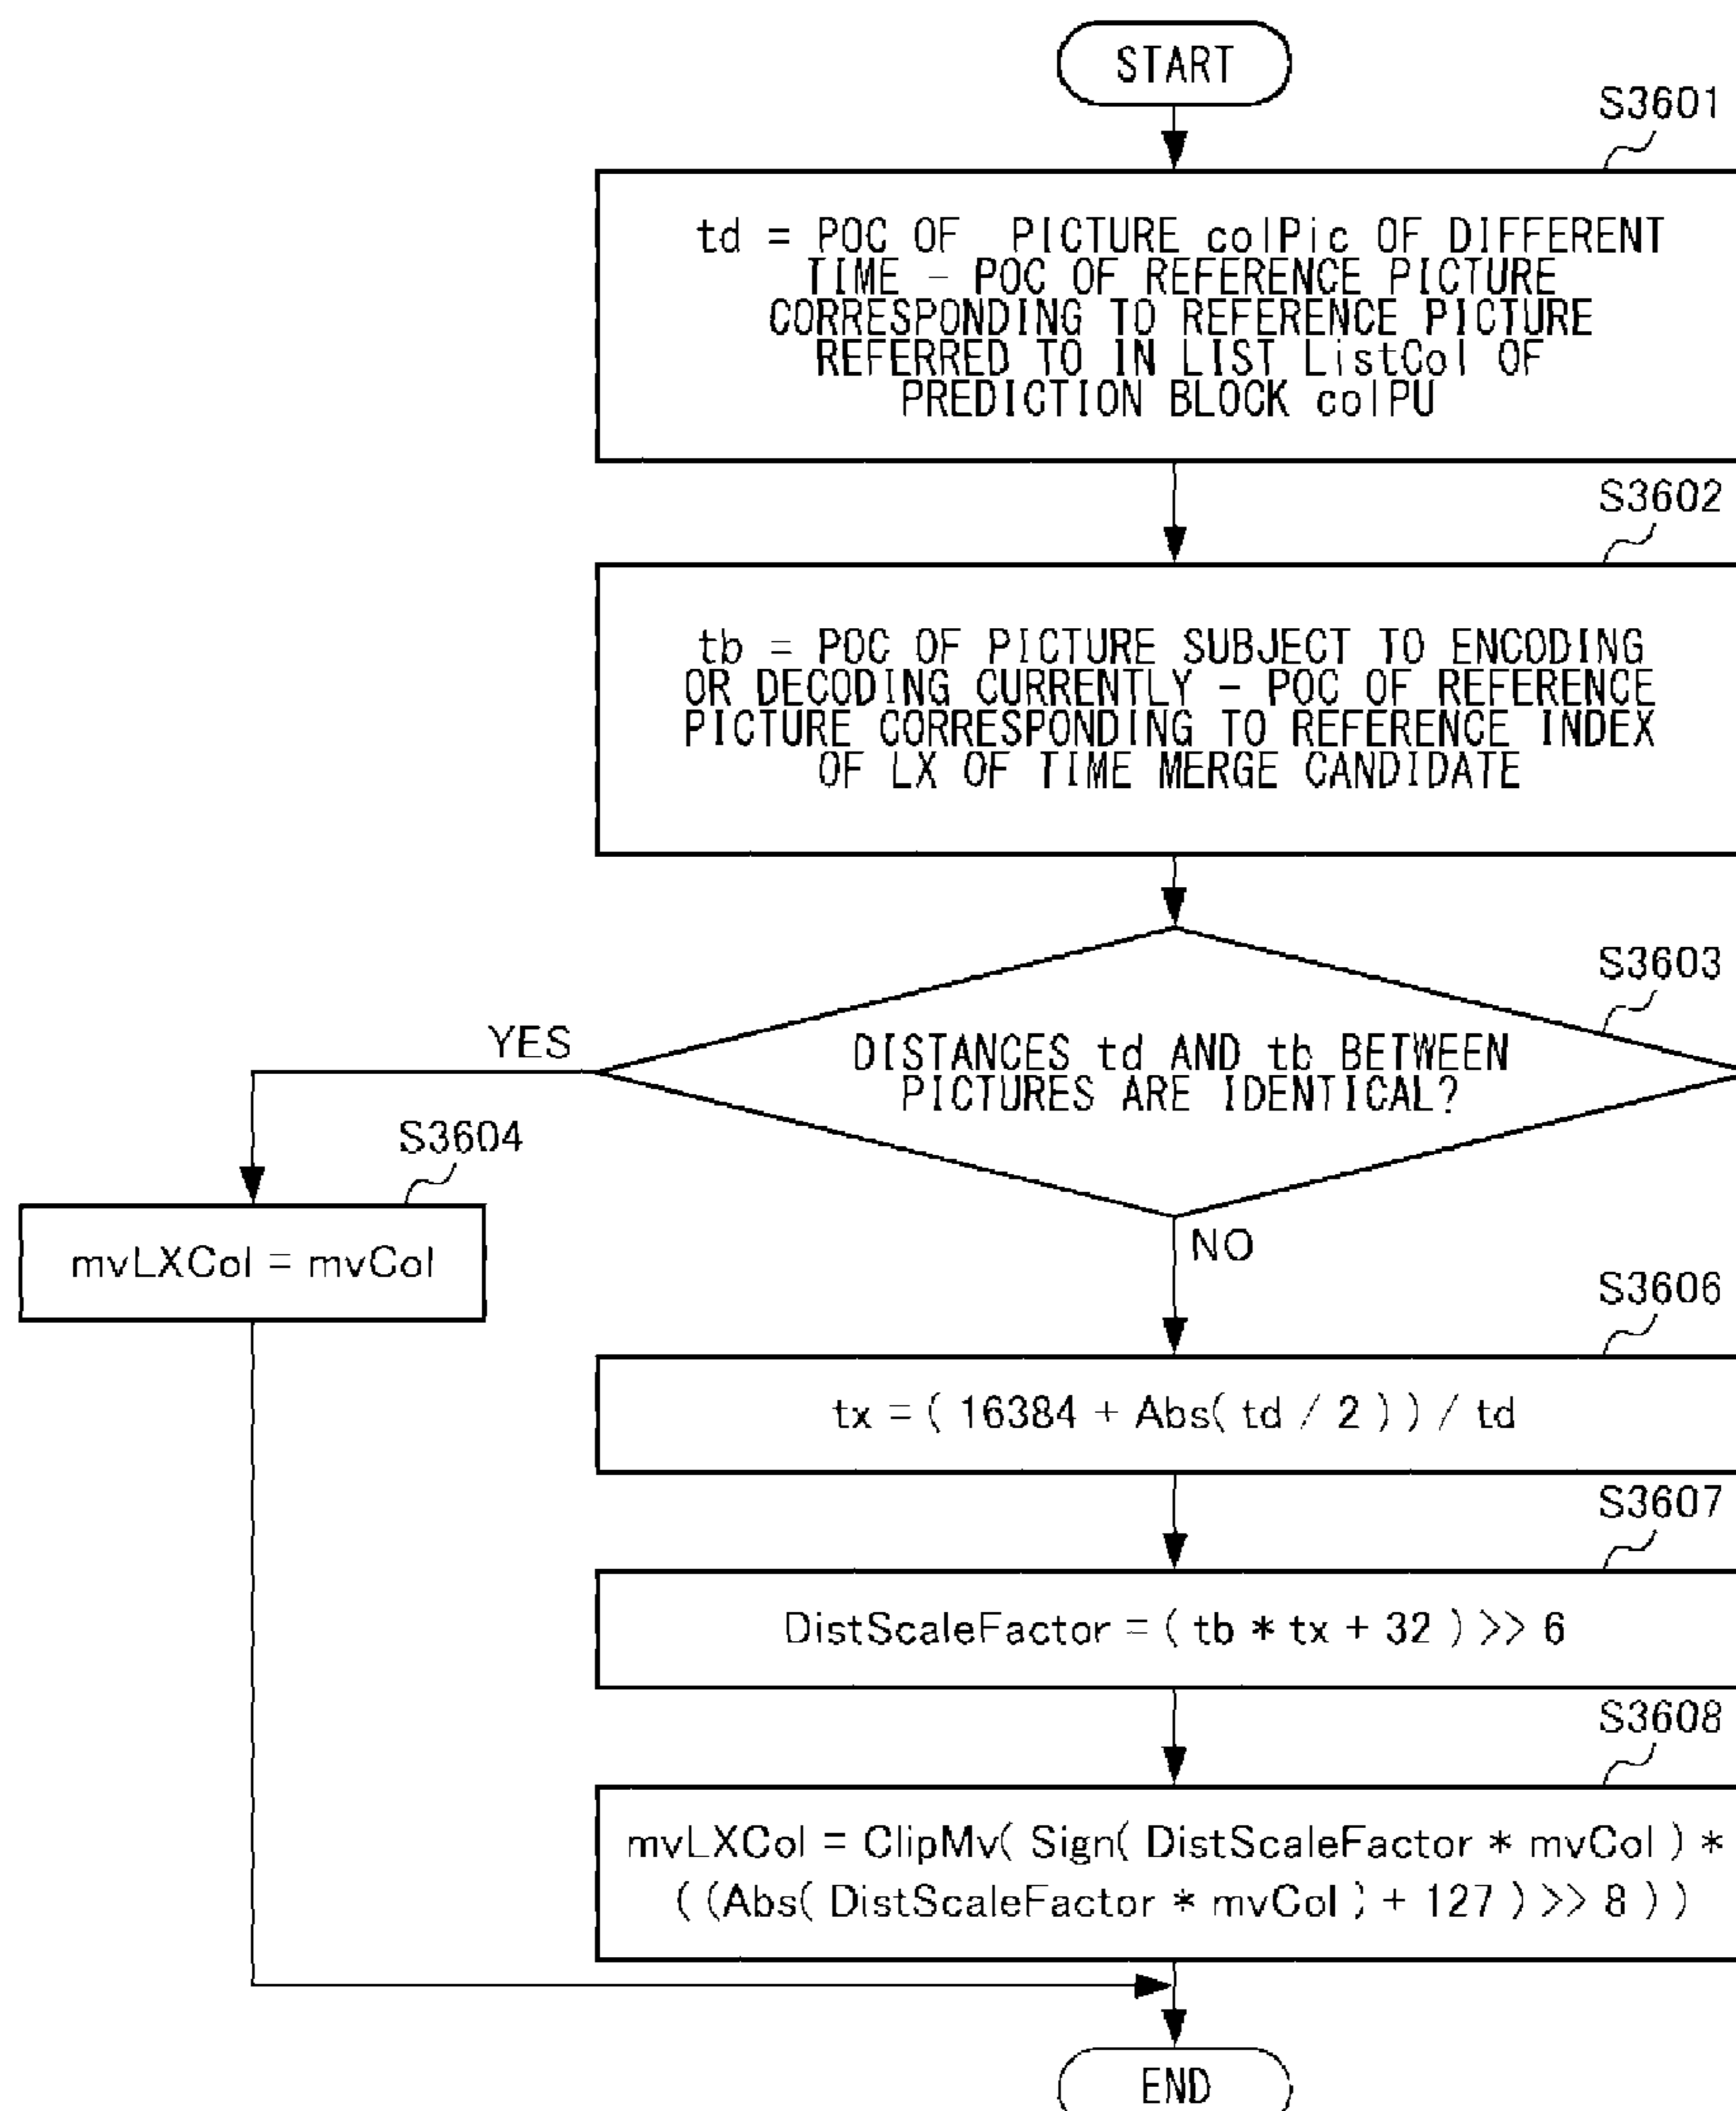 START
S3601
td = POC OF PICTURE colPic OF DIFFERENT
TIME - POC OF REFERENCE PICTURE
CORRESPONDING TO REFERENCE PICTURE
REFERRED TO IN LIST ListCol OF
PREDICTION BLOCK colPU
S3602
tb = POC OF PICTURE SUBJECT TO ENCODING
OR DECODING CURRENTLY - POC OF REFERENCE
PICTURE CORRESPONDING TO REFERENCE INDEX
OF LX OF TIME MERGE CANDIDATE
S3603
YES
DISTANCES td AND tb BETWEEN
PICTURES ARE IDENTICAL?
S3604
mvLXCol = mvCol
NO
S3606
tx = ( 16384 + Abs( td / 2 ) ) / td
S3607
DistScaleFactor = ( tb * tx + 32 ) >> 6
S3608
mvLXCol = ClipMv( Sign( DistScaleFactor * mvCol ) *
( (Abs( DistScaleFactor * mvCol ) + 127 ) >> 8 ) )
END